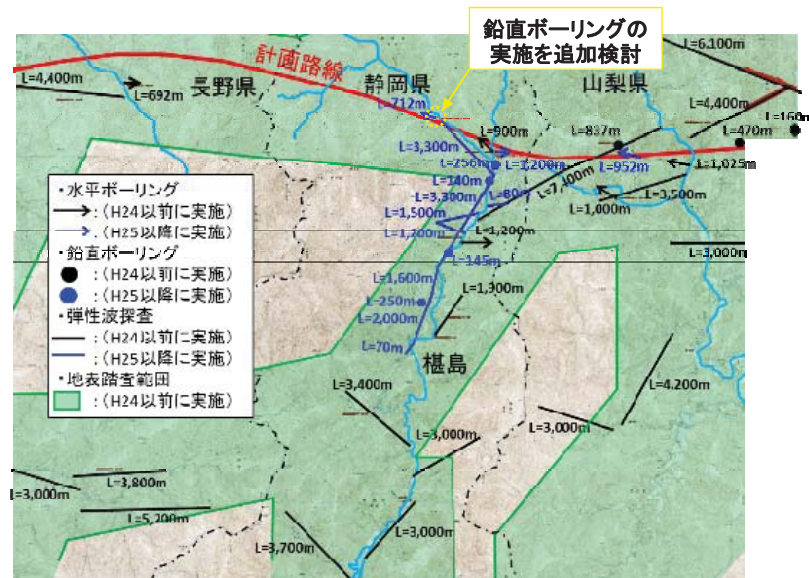 鉛直ボーリングの
実施を追加検討
計画路線
長野県
静岡県
山梨県
L=4,400m
L=692m
L=712m
L=6,100m
L=4,400m
L=160m
L=470m
L=837m
L=900m
L=3,300m
L=256m
L=1,200m
L=952m
L=1,025m
L=140m
L=3,300m
L=80m
L=7,100m
L=3,500m
L=1,000m
L=1,500m
L=1,200m
L=1,200m
L=3,000m
L=145m
L=1,600m
L=1,900m
L=250m
L=2,000m
L=70m
椹島
L=3,400m
L=4,200m
L=3,000m
L=3,000m
L=3,800m
L=3,000m
L=5,200m
L=3,000m
L=3,700m
・水平ボーリング
:(H24以前に実施)
:(H25以降に実施)
・鉛直ボーリング
:(H24以前に実施)
:(H25以降に実施)
・弾性波探査
:(H24以前に実施)
:(H25以降に実施)
・地表踏査範囲
:(H24以前に実施)